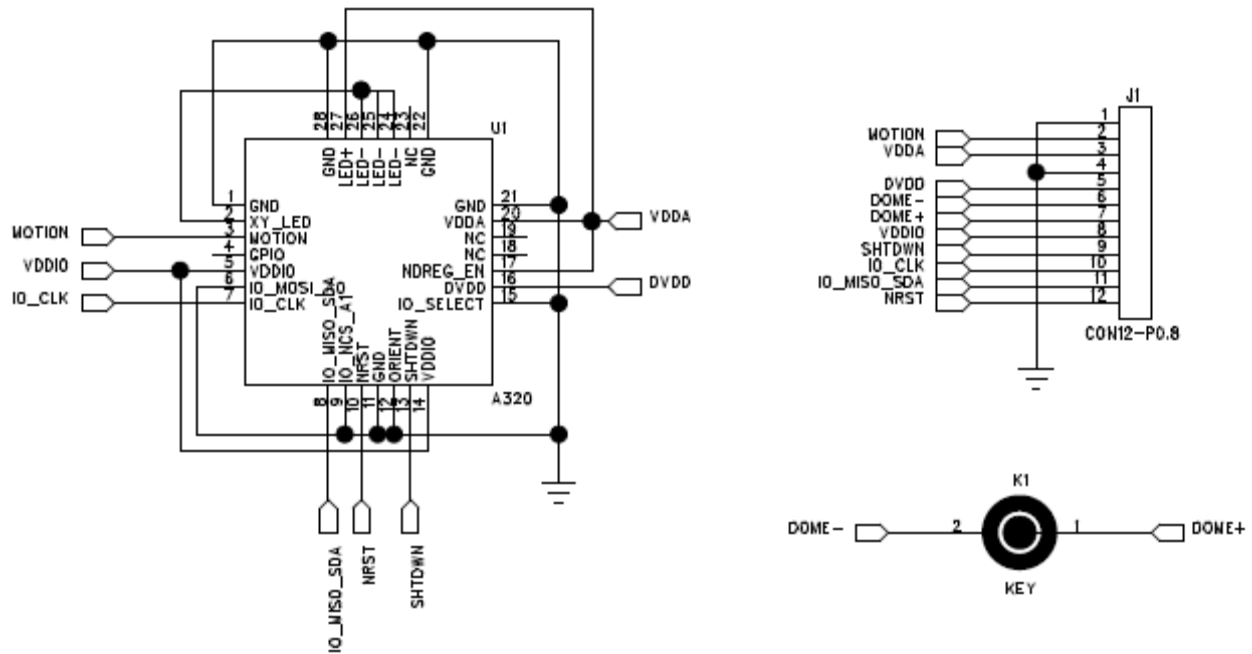 28
27
26
25
24
23
22
U1
GND
LED+
LED-
LED-
LED-
NC
GND
1
GND
2
XY_LED
MOTION
3
MOTION
4
GPIO
VDDIO
5
VDDIO
6
IO_MOSI_IO
IO_CLK
7
IO_CLK
21
GND
20
VDDA
VDDA
19
NC
18
NC
17
NDREG_EN
16
DVDD
DVDD
15
IO_SELECT
IO_MISO_SDA
IO_NCS_A1
NRST
GND
ORIENT
SHTDWN
VDDIO
8
9
10
11
12
13
14
A320
IO_MISO_SDA
NRST
SHTDWN
J1
1
MOTION 2
VDDA 3
4
DVDD 5
DOME- 6
DOME+ 7
VDDIO 8
SHTDWN 9
IO_CLK 10
IO_MISO_SDA 11
NRST 12
CON12-P0.8
K1
DOME- 2 1 DOME+
KEY